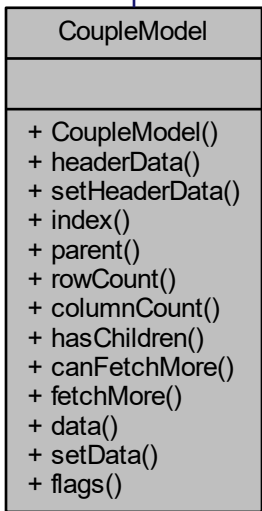 CoupleModel
+ CoupleModel()
+ headerData()
+ setHeaderData()
+ index()
+ parent()
+ rowCount()
+ columnCount()
+ hasChildren()
+ canFetchMore()
+ fetchMore()
+ data()
+ setData()
+ flags()